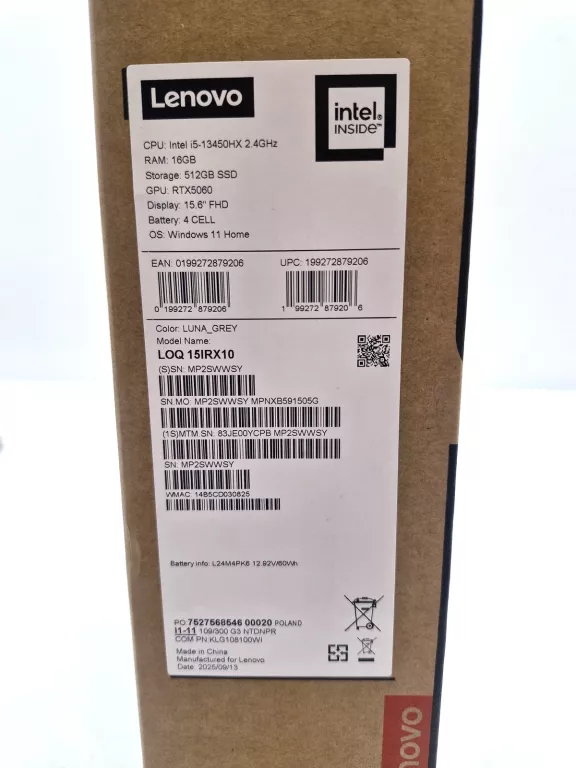 Lenovo
intel
INSIDE™
CPU: Intel i5-13450HX 2.4GHz
RAM: 16GB
Storage: 512GB SSD
GPU: RTX5060
Display: 15.6" FHD
Battery: 4 CELL
OS: Windows 11 Home
EAN: 0199272879206
UPC: 199272879206
0 199272 879206
1 99272 87920 6
Color: LUNA_GREY
Model Name:
LOQ 15IRX10
(S)SN: MP2SWWSY
SN.MO: MP2SWWSY MPNXB591505G
(1S)MTM SN: 83JE00YCPB MP2SWWSY
SN: MP2SWWSY
WMAC: 14B5CD030825
Battery info: L24M4PK6 12.92V/60Wh
PO:7527568546 00020 POLAND
I1-11 109/300 G3 NTDNPR
COM PN:KLG108100WI
Made in China
Manufactured for Lenovo
Date: 2025/09/13
novo